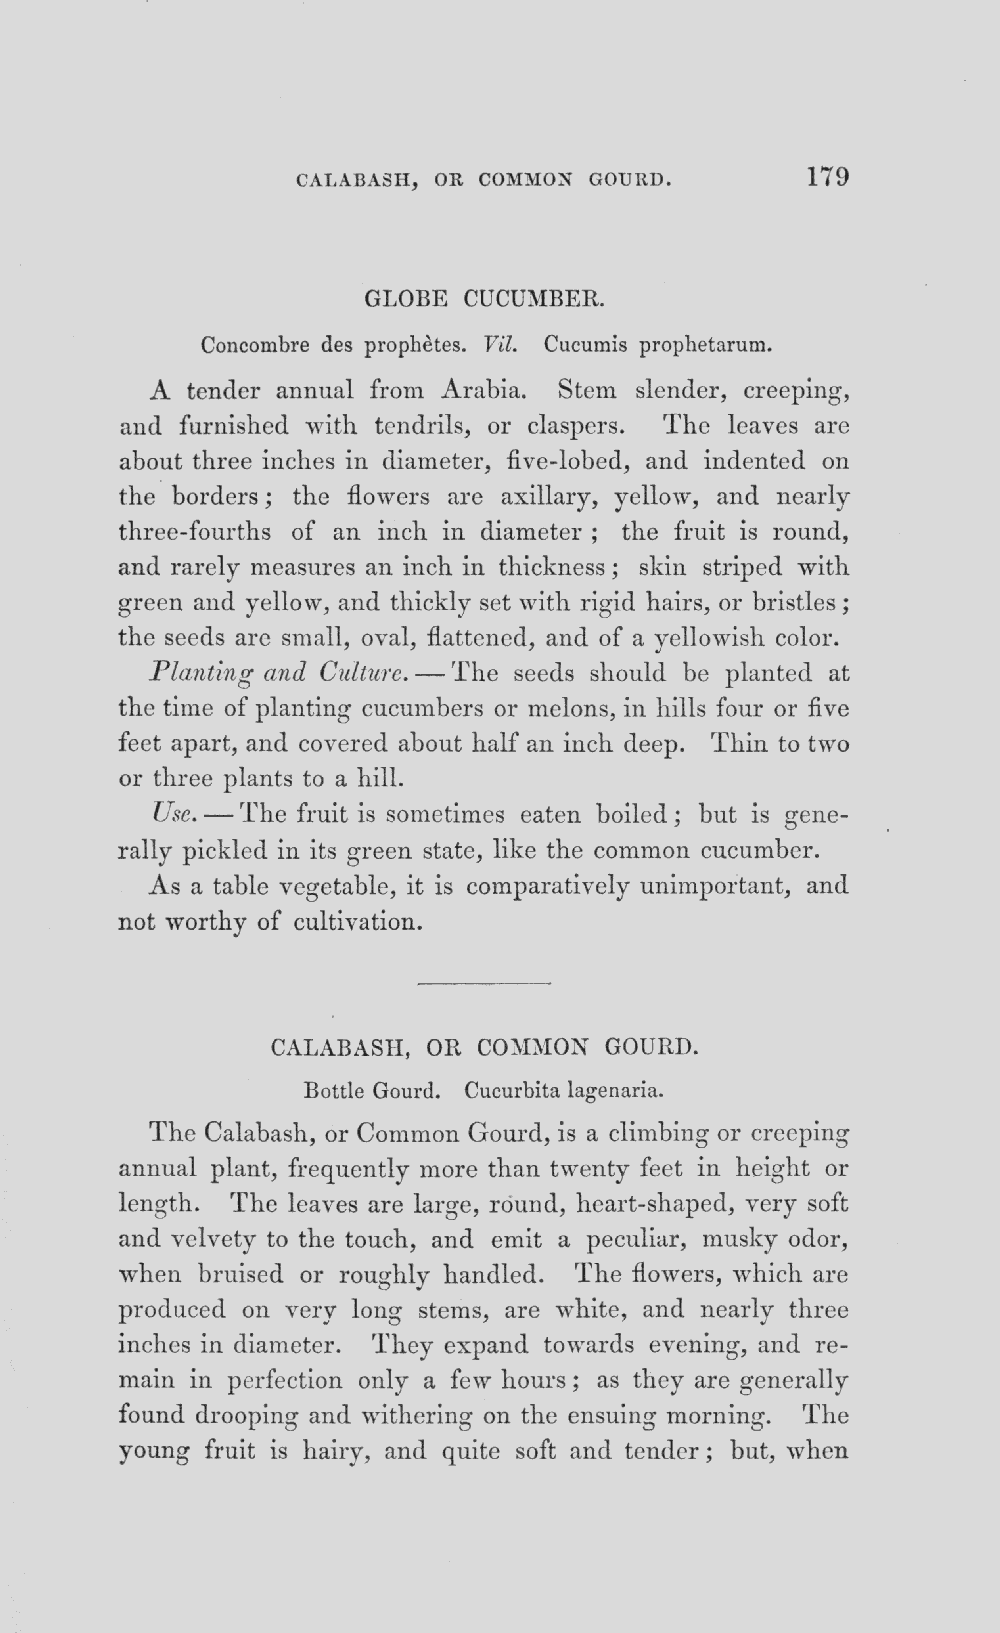 CALABASH, OR COMMON GOURD. 179
GLOBE CUCUMBER.
Concombre des prophètes. Vil. Cucumis prophetarum.
A tender annual from Arabia. Stem slender, creeping,
and furnished with tendrils, or claspers. The leaves are
about three inches in diameter, five-lobed, and indented on
the borders; the flowers are axillary, yellow, and nearly
three-fourths of an inch in diameter; the fruit is round,
and rarely measures an inch in thickness; skin striped with
green and yellow, and thickly set with rigid hairs, or bristles;
the seeds are small, oval, flattened, and of a yellowish color.
Planting and Culture. — The seeds should be planted at
the time of planting cucumbers or melons, in hills four or five
feet apart, and covered about half an inch deep. Thin to two
or three plants to a hill.
Use. — The fruit is sometimes eaten boiled; but is gene-
rally pickled in its green state, like the common cucumber.
As a table vegetable, it is comparatively unimportant, and
not worthy of cultivation.
CALABASH, OR COMMON GOURD.
Bottle Gourd. Cucurbita lagenaria.
The Calabash, or Common Gourd, is a climbing or creeping
annual plant, frequently more than twenty feet in height or
length. The leaves are large, round, heart-shaped, very soft
and velvety to the touch, and emit a peculiar, musky odor,
when bruised or roughly handled. The flowers, which are
produced on very long stems, are white, and nearly three
inches in diameter. They expand towards evening, and re-
main in perfection only a few hours; as they are generally
found drooping and withering on the ensuing morning. The
young fruit is hairy, and quite soft and tender; but, when